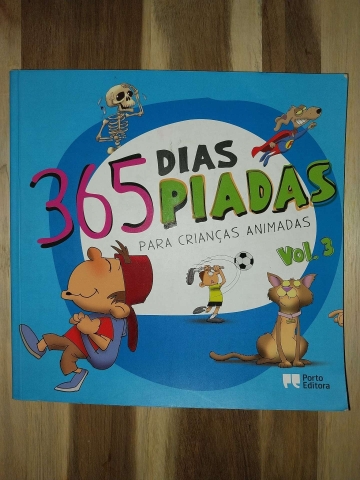 365 DIAS
PIADAS
PARA CRIANÇAS ANIMADAS
Vol. 3
Porto
Editora